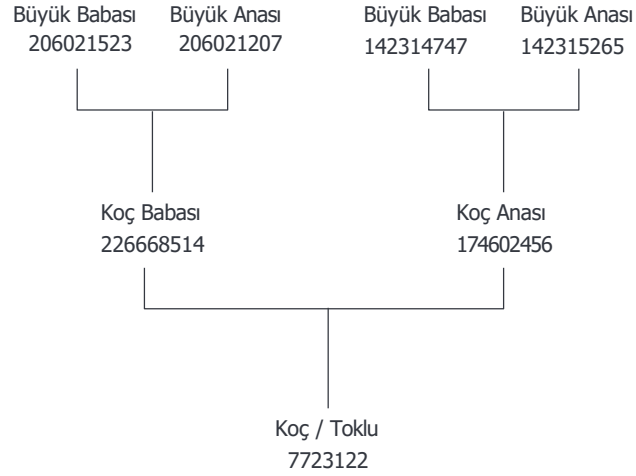 Büyük Babası Büyük Anası Büyük Babası Büyük Anası
206021523 206021207 142314747 142315265
Koç Babası Koç Anası
226668514 174602456
Koç / Toklu
7723122